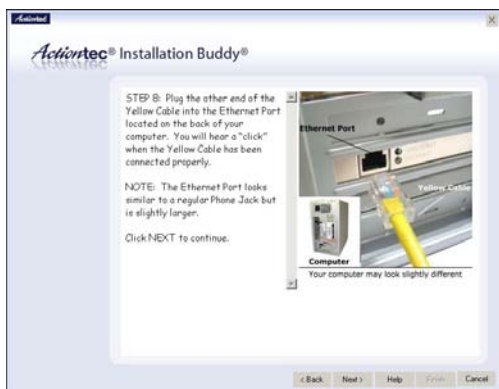 Actiontec
Actiontec® Installation Buddy®
STEP 8: Plug the other end of the
Yellow Cable into the Ethernet Port
located on the back of your
computer. You will hear a "click"
when the Yellow Cable has been
connected properly.
NOTE: The Ethernet Port looks
similar to a regular Phone Jack but
is slightly larger.
Click NEXT to continue.
Ethernet Port
Yellow Cable
Computer
Your computer may look slightly different
< Back
Next >
Help
Finish
Cancel